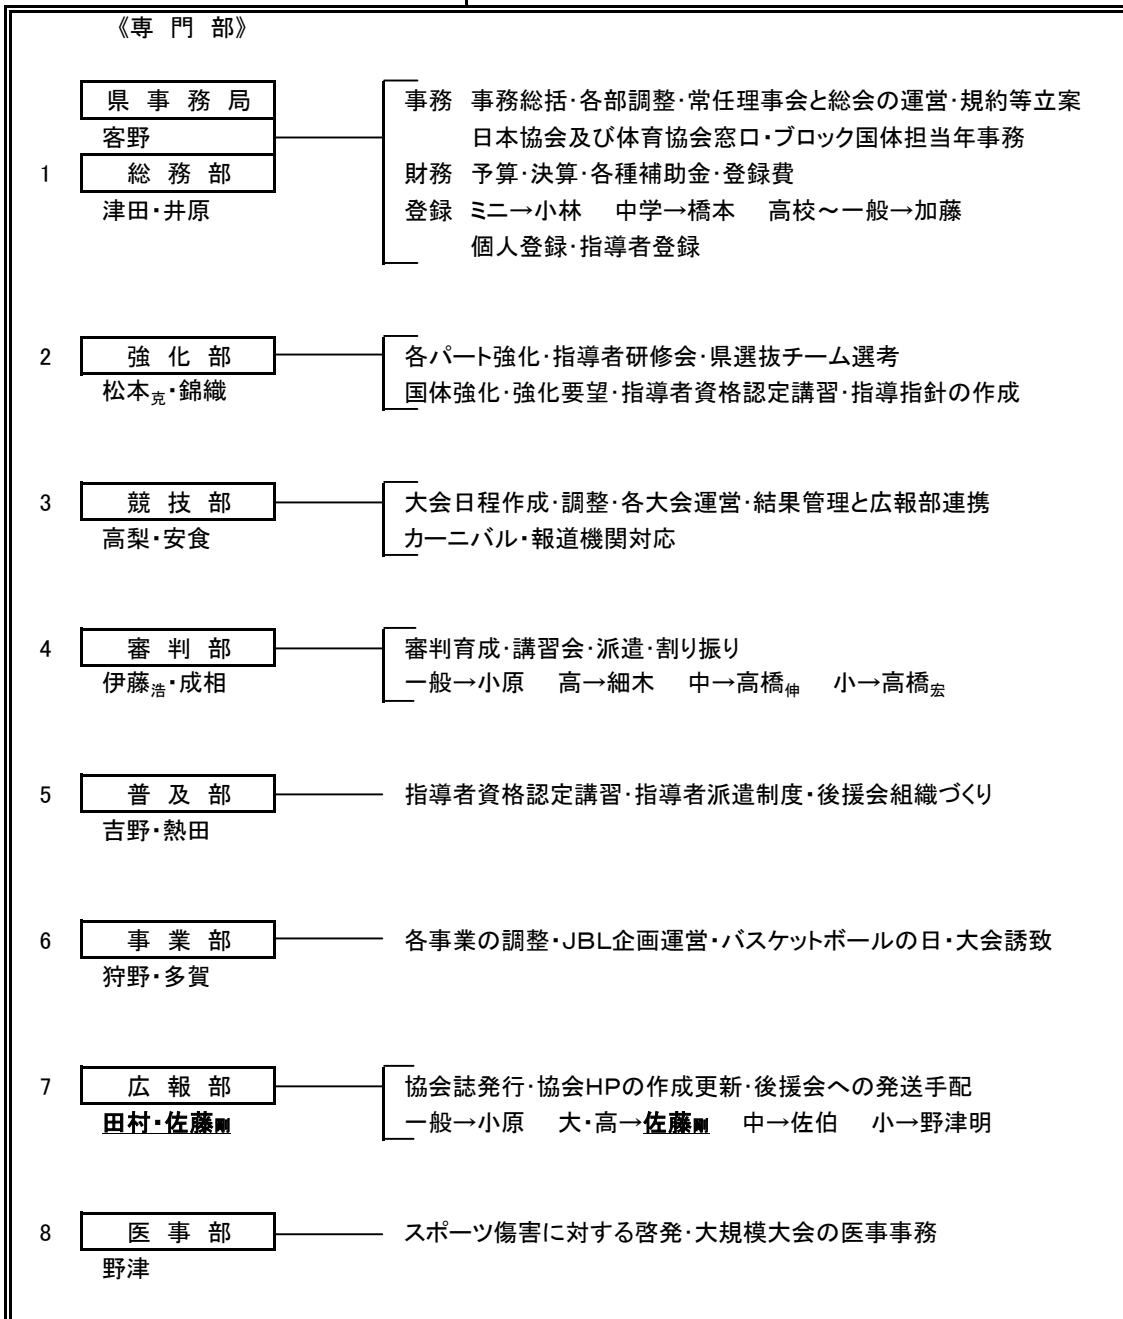 《専 門 部》
県 事 務 局
事務 事務総括･各部調整･常任理事会と総会の運営･規約等立案
客野
日本協会及び体育協会窓口･ブロック国体担当年事務
1 総 務 部
財務 予算･決算･各種補助金･登録費
津田･井原
登録 ミニ→小林 中学→橋本 高校～一般→加藤
個人登録･指導者登録
2 強 化 部
各パート強化･指導者研修会･県選抜チーム選考
松本克・錦織
国体強化･強化要望･指導者資格認定講習･指導指針の作成
3 競 技 部
大会日程作成･調整･各大会運営･結果管理と広報部連携
高梨・安食
カーニバル・報道機関対応
4 審 判 部
審判育成･講習会･派遣･割り振り
伊藤浩・成相
一般→小原 高→細木 中→高橋伸 小→高橋宏
5 普 及 部
指導者資格認定講習･指導者派遣制度・後援会組織づくり
吉野・熱田
6 事 業 部
各事業の調整・JBL企画運営・バスケットボールの日・大会誘致
狩野・多賀
7 広 報 部
協会誌発行･協会HPの作成更新･後援会への発送手配
田村・佐藤剛
一般→小原 大・高→佐藤剛 中→佐伯 小→野津明
8 医 事 部
スポーツ傷害に対する啓発･大規模大会の医事事務
野津